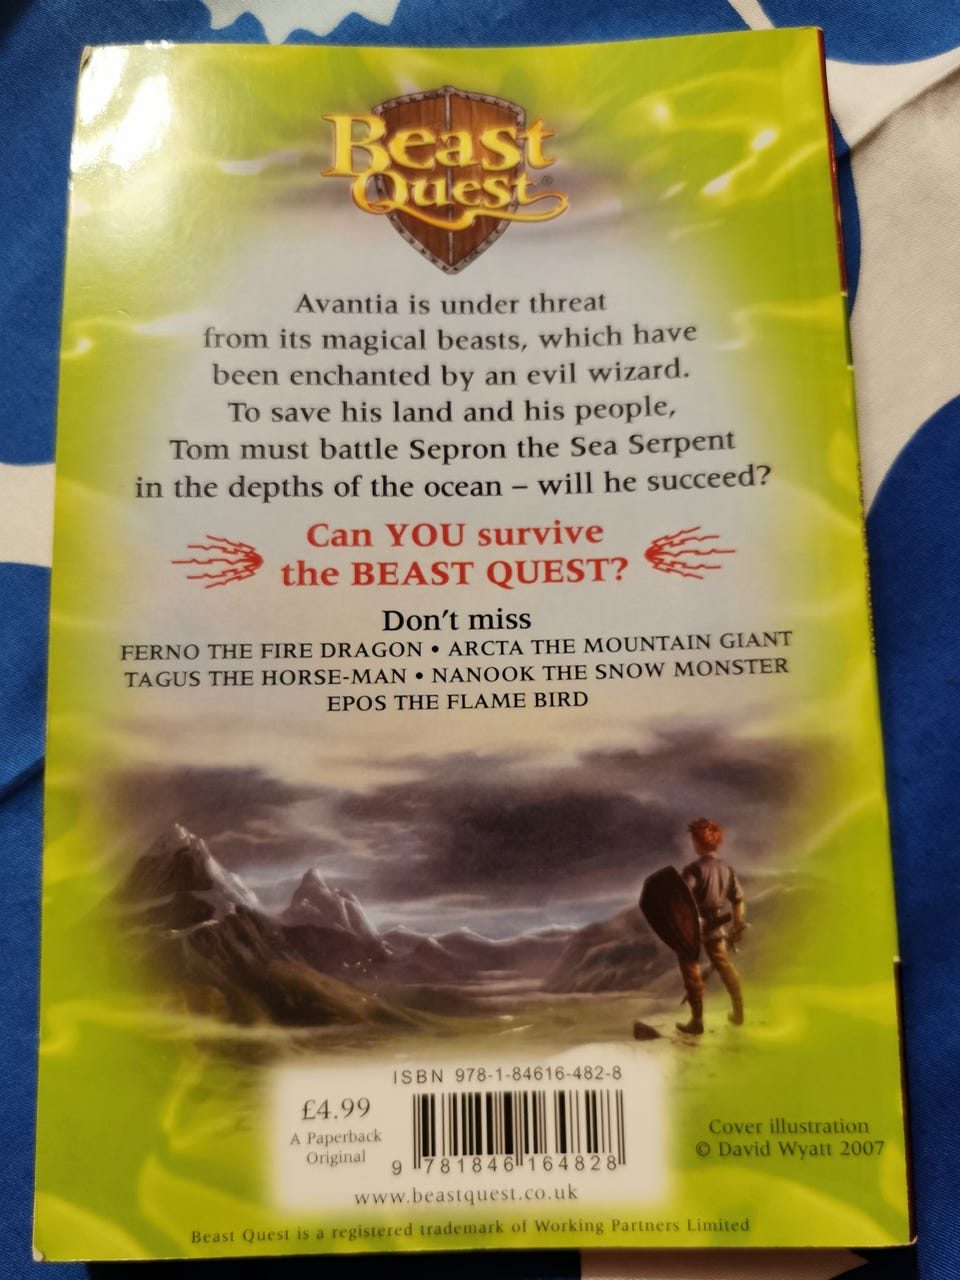 Beast
Quest®
Avantia is under threat
from its magical beasts, which have
been enchanted by an evil wizard.
To save his land and his people,
Tom must battle Sepron the Sea Serpent
in the depths of the ocean – will he succeed?
Can YOU survive
the BEAST QUEST?
Don't miss
FERNO THE FIRE DRAGON • ARCTA THE MOUNTAIN GIANT
TAGUS THE HORSE-MAN • NANOOK THE SNOW MONSTER
EPOS THE FLAME BIRD
ISBN 978-1-84616-482-8
£4.99
A Paperback
Original
9 781846 164828
www.beastquest.co.uk
Cover illustration
© David Wyatt 2007
Beast Quest is a registered trademark of Working Partners Limited